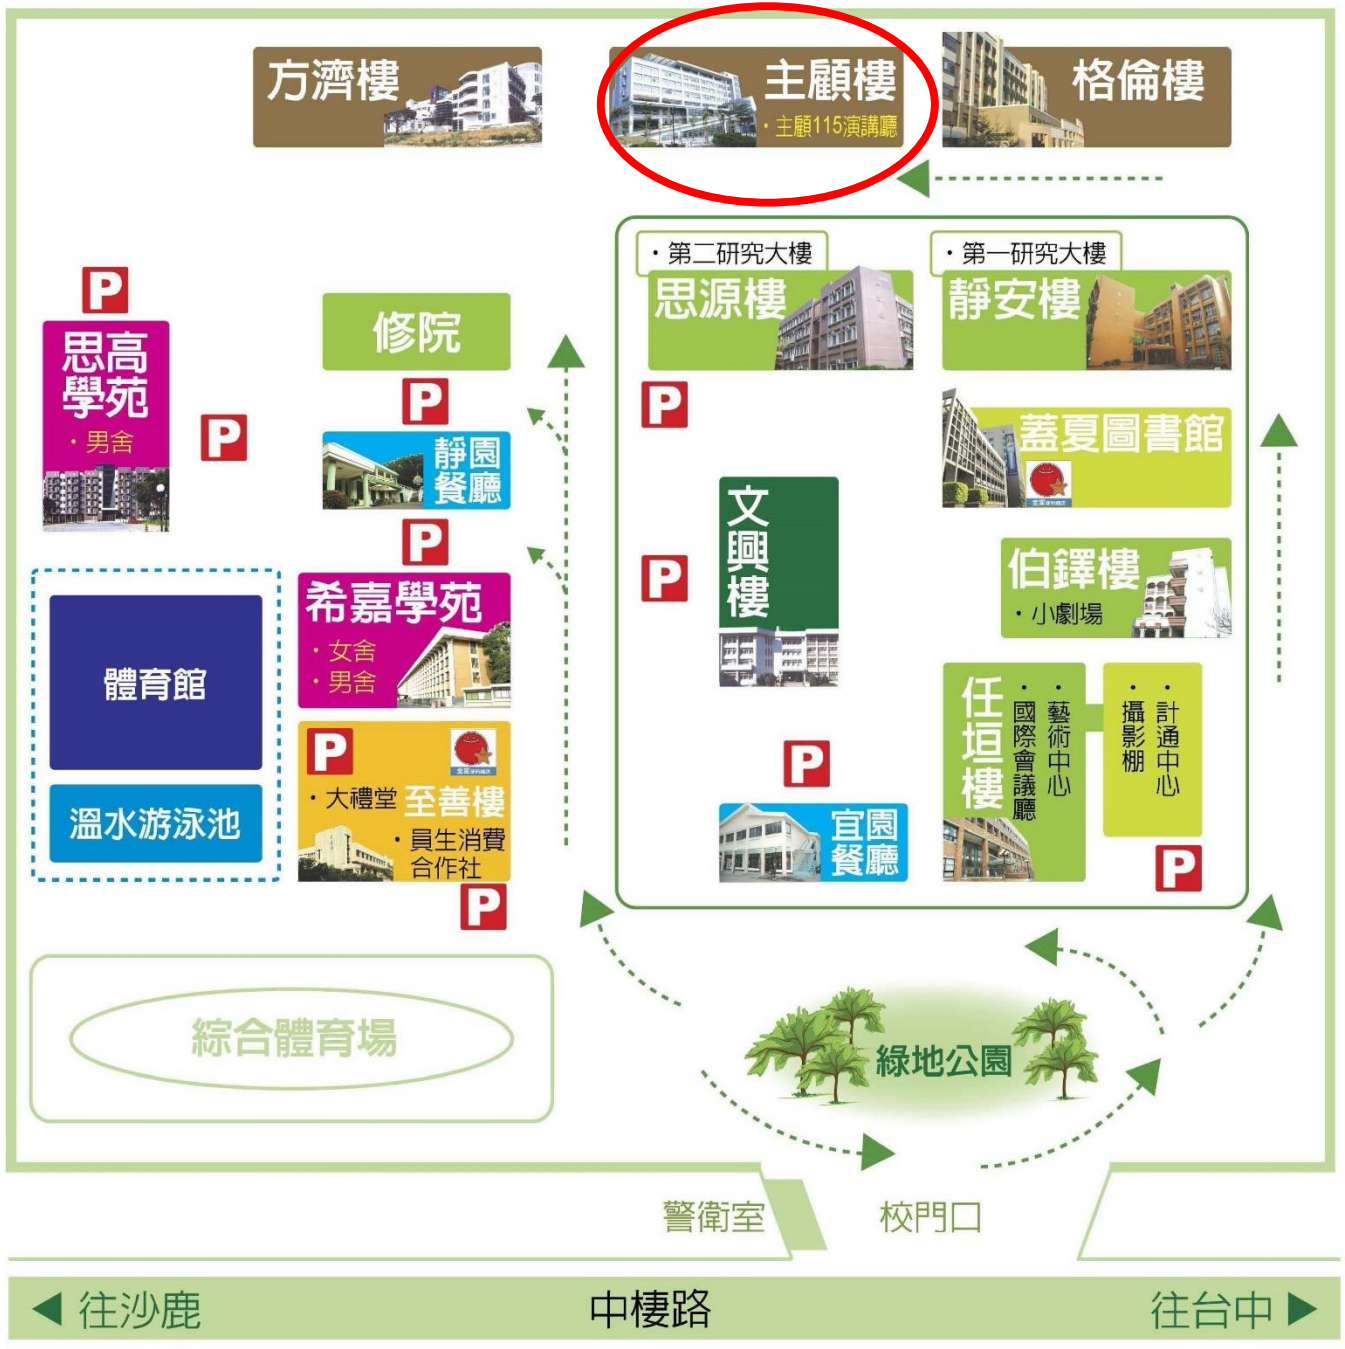 方濟樓
主顧樓
・主顧115演講廳
格倫樓
・第二研究大樓
思源樓
・第一研究大樓
靜安樓
P
思高
學苑
・男舍
P
修院
P
靜園
餐廳
P
希嘉學苑
・女舍
・男舍
P
・大禮堂
至善樓
・員生消費
合作社
P
體育館
溫水游泳池
P
文興樓
P
P
宜園
餐廳
蓋夏圖書館
伯鐸樓
・小劇場
任垣樓
・藝術中心
・國際會議廳
・計通中心
・攝影棚
P
綜合體育場
綠地公園
警衛室
校門口
往沙鹿
中棲路
往台中